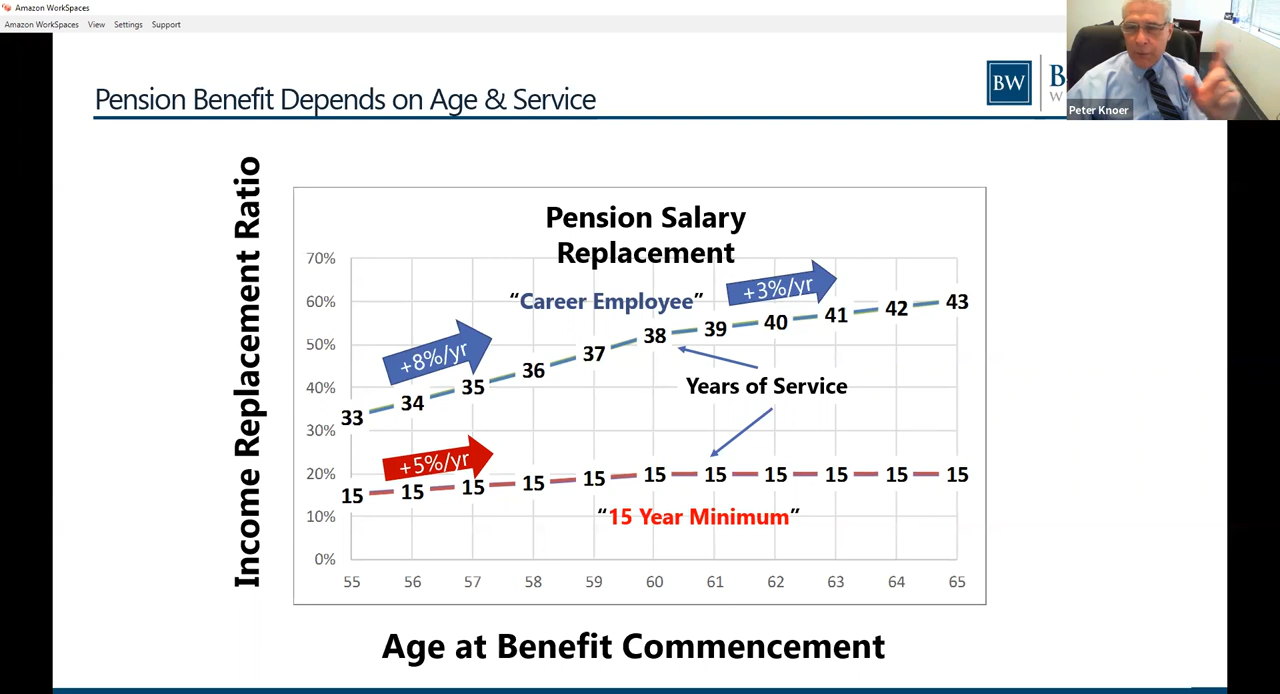 Amazon WorkSpaces
Amazon WorkSpaces View Settings Support
Pension Benefit Depends on Age & Service
BW
Peter Knoer
Income Replacement Ratio
Pension Salary
Replacement
70%
60%
50%
40%
30%
20%
10%
0%
"Career Employee"
+3%/yr
+8%/yr
33 34 35 36 37 38 39 40 41 42 43
Years of Service
+5%/yr
15 15 15 15 15 15 15 15 15 15 15
"15 Year Minimum"
55 56 57 58 59 60 61 62 63 64 65
Age at Benefit Commencement